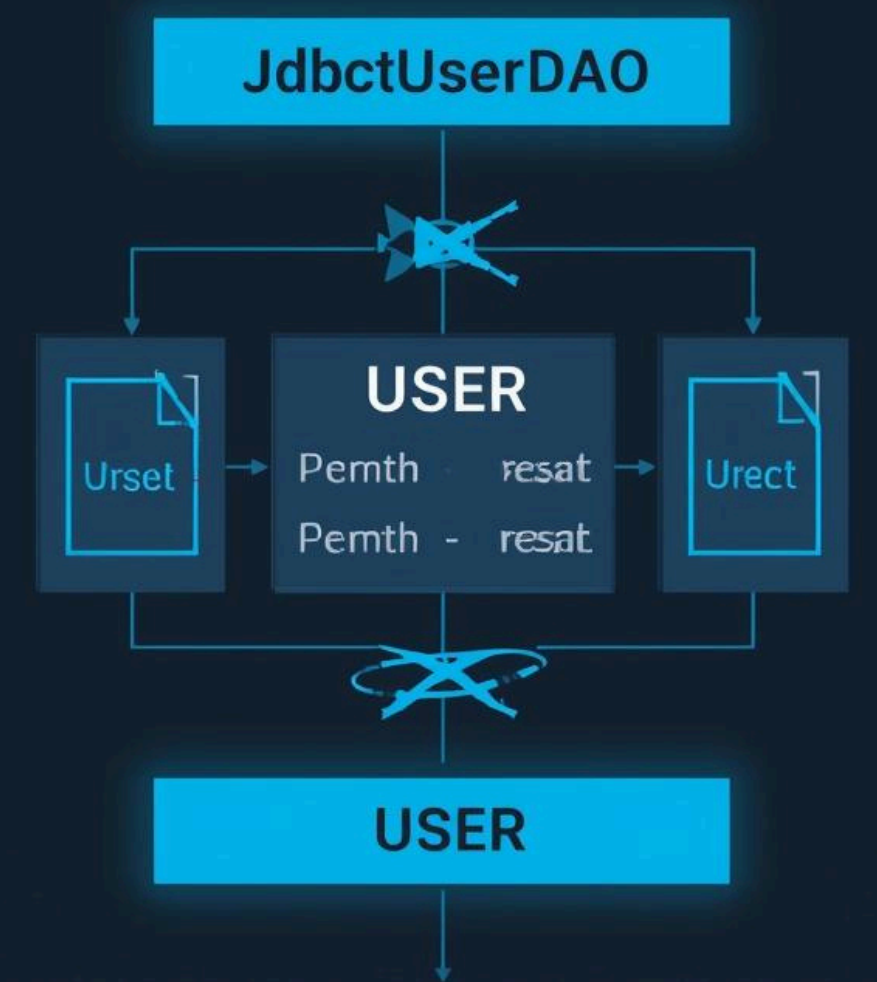 JdbctUserDAO
USER
Urset
Pemth resat
Urect
Pemth - resat
USER